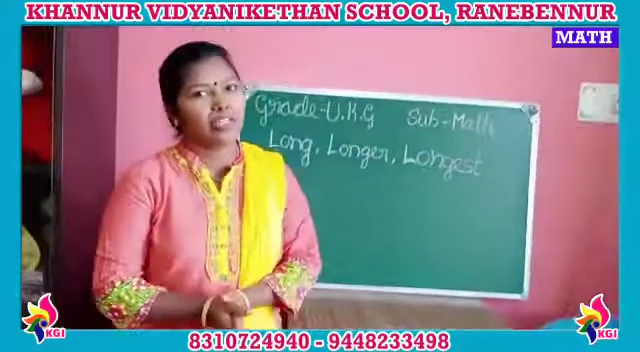 KHANNUR VIDYANIKETHAN SCHOOL, RANEBENNUR
MATH
Grade-U.K.G Sub-Math
Long, Longer, Longest
KGI KGI
8310724940 - 9448233498